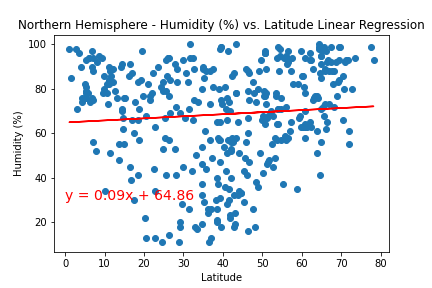 Northern Hemisphere - Humidity (%) vs. Latitude Linear Regression
100
80
60
40
20
Humidity (%)
y = 0.09x + 64.86
0 10 20 30 40 50 60 70 80
Latitude